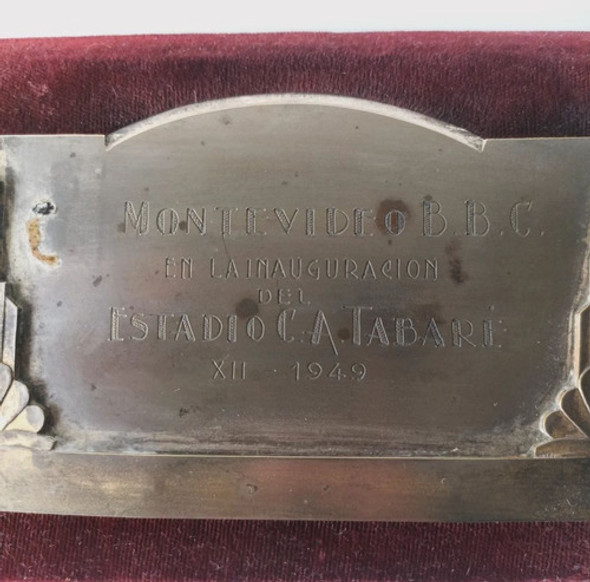 MONTEVIDEO B.B.C.
EN LA INAUGURACION
DEL
ESTADIO C.A TABARE
XII · 1949